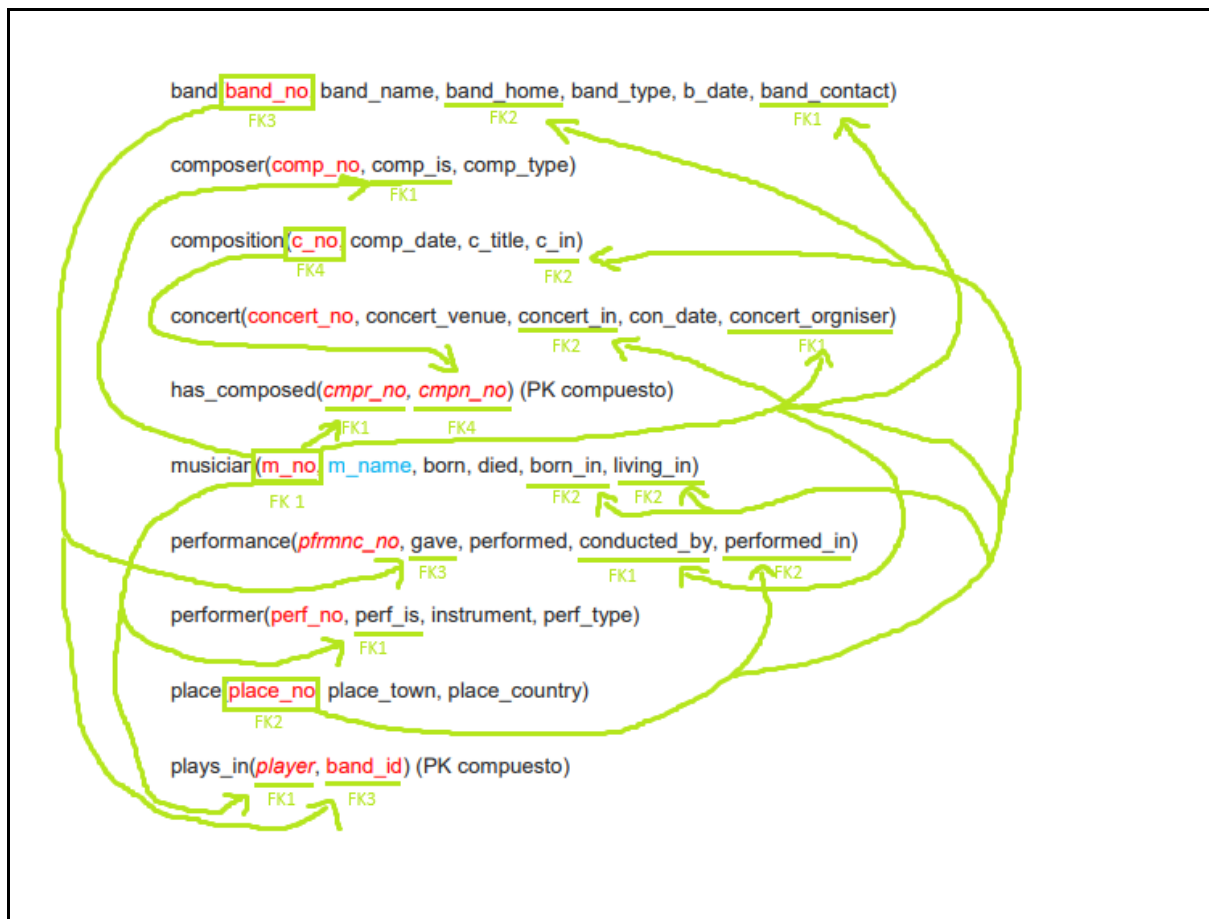 band band_no band_name, band_home, band_type, b_date, band_contact)
FK3 FK2 FK1
composer(comp_no, comp_is, comp_type)
FK1
composition(c_no, comp_date, c_title, c_in)
FK4 FK2
concert(concert_no, concert_venue, concert_in, con_date, concert_orgniser)
FK2 FK1
has_composed(cmpr_no, cmpn_no) (PK compuesto)
FK1 FK4
musician(m_no, m_name, born, died, born_in, living_in)
FK 1 FK2 FK2
performance(pfrmnc_no, gave, performed, conducted_by, performed_in)
FK3 FK1 FK2
performer(perf_no, perf_is, instrument, perf_type)
FK1
place place_no place_town, place_country)
FK2
plays_in(player, band_id) (PK compuesto)
FK1 FK3